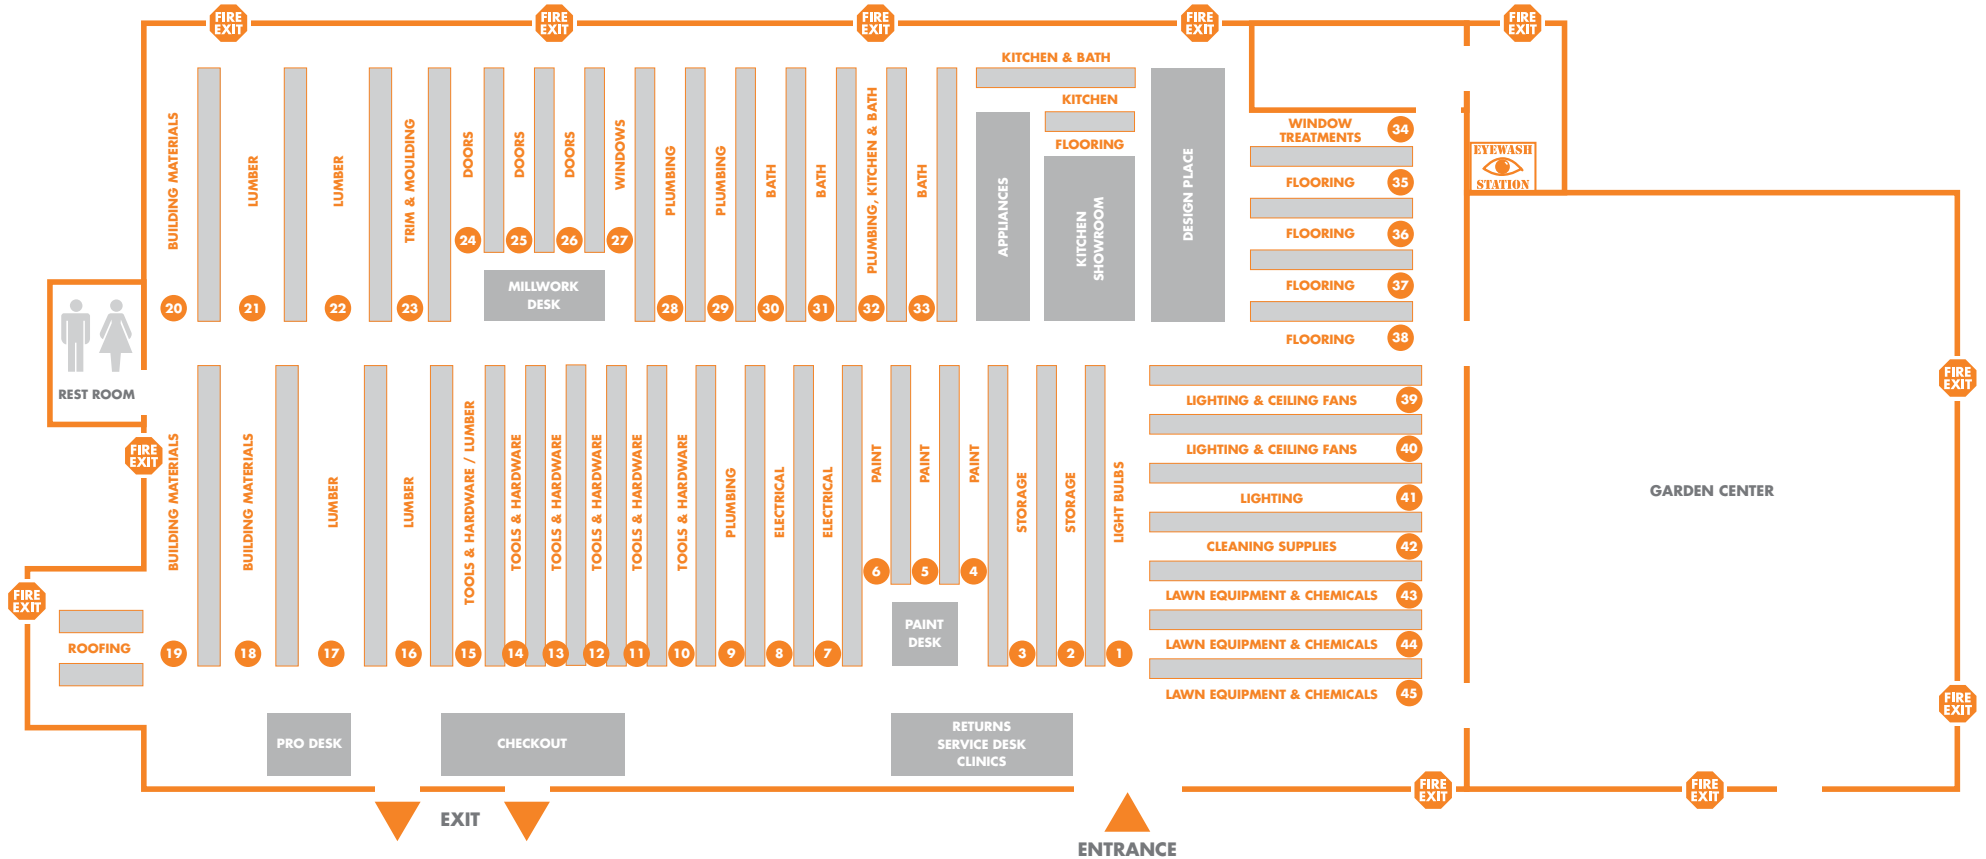 FIRE
EXIT
FIRE
EXIT
FIRE
EXIT
FIRE
EXIT
FIRE
EXIT
KITCHEN & BATH
KITCHEN
FLOORING
BUILDING MATERIALS
20
LUMBER
21
LUMBER
22
TRIM & MOULDING
23
DOORS
24
DOORS
25
DOORS
26
WINDOWS
27
MILLWORK
DESK
PLUMBING
28
PLUMBING
29
BATH
30
BATH
31
PLUMBING, KITCHEN & BATH
32
BATH
33
APPLIANCES
KITCHEN
SHOWROOM
DESIGN PLACE
WINDOW
TREATMENTS
34
FLOORING
35
FLOORING
36
FLOORING
37
FLOORING
38
EYEWASH
STATION
REST ROOM
FIRE
EXIT
FIRE
EXIT
ROOFING
BUILDING MATERIALS
19
BUILDING MATERIALS
18
LUMBER
17
LUMBER
16
TOOLS & HARDWARE / LUMBER
15
TOOLS & HARDWARE
14
TOOLS & HARDWARE
13
TOOLS & HARDWARE
12
TOOLS & HARDWARE
11
TOOLS & HARDWARE
10
PLUMBING
9
ELECTRICAL
8
ELECTRICAL
7
PAINT
6
PAINT
5
PAINT
4
PAINT
DESK
STORAGE
3
STORAGE
2
LIGHT BULBS
1
LIGHTING & CEILING FANS
39
LIGHTING & CEILING FANS
40
LIGHTING
41
CLEANING SUPPLIES
42
LAWN EQUIPMENT & CHEMICALS
43
LAWN EQUIPMENT & CHEMICALS
44
LAWN EQUIPMENT & CHEMICALS
45
GARDEN CENTER
FIRE
EXIT
FIRE
EXIT
PRO DESK
CHECKOUT
RETURNS
SERVICE DESK
CLINICS
FIRE
EXIT
FIRE
EXIT
EXIT
ENTRANCE